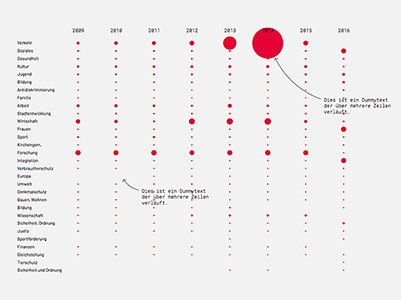 2009 2010 2011 2012 2013 2014 2015 2016
Verkehr
Soziales
Gesundheit
Kultur
Jugend
Bildung
Antidiskriminierung
Familie
Arbeit
Stadtentwicklung
Wirtschaft
Frauen
Sport
Kirchengem.
Forschung
Integration
Verbraucherschutz
Europa
Umwelt
Denkmalschutz
Bauen, Wohnen
Bildung
Wissenschaft
Sicherheit, Ordnung
Justiz
Sportförderung
Finanzen
Gleichstellung
Tierschutz
Sicherheit und Ordnung
Dies ist ein Dummytext
der über mehrere Zeilen
verläuft.
Dies ist ein Dummytext
der über mehrere Zeilen
verläuft.